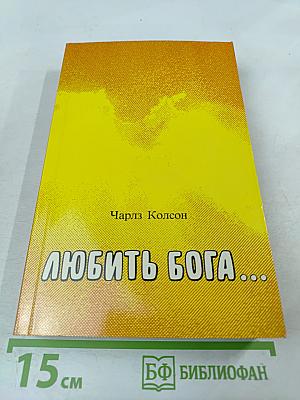 Чарлз Колсон
ЛЮБИТЬ БОГА...
15 см
БФ БИБЛИОФАН